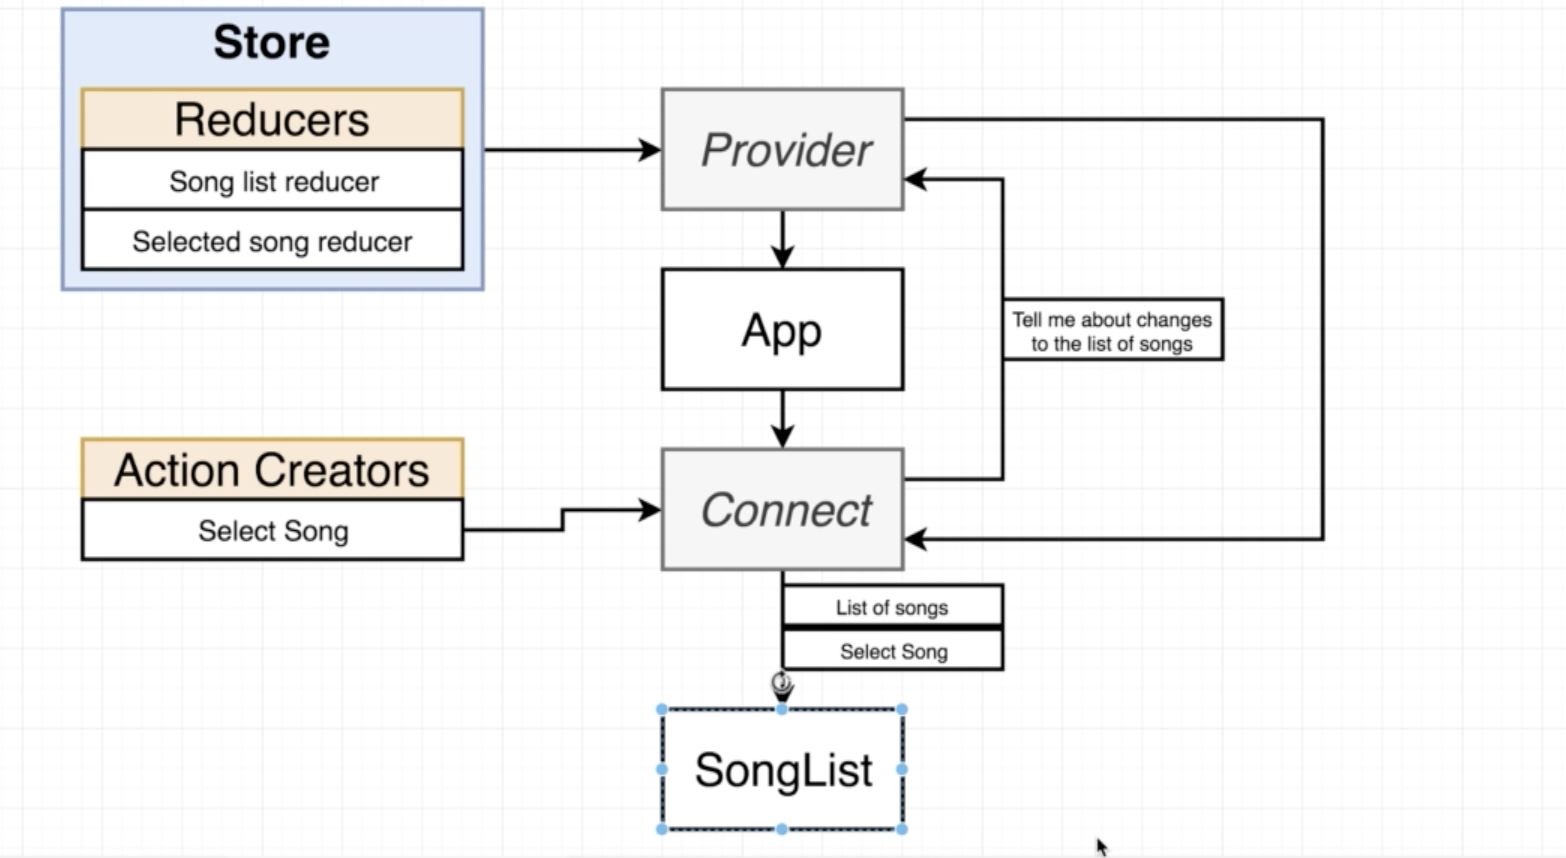 Store
Reducers
Song list reducer
Selected song reducer
Provider
App
Tell me about changes
to the list of songs
Action Creators
Select Song
Connect
List of songs
Select Song
SongList